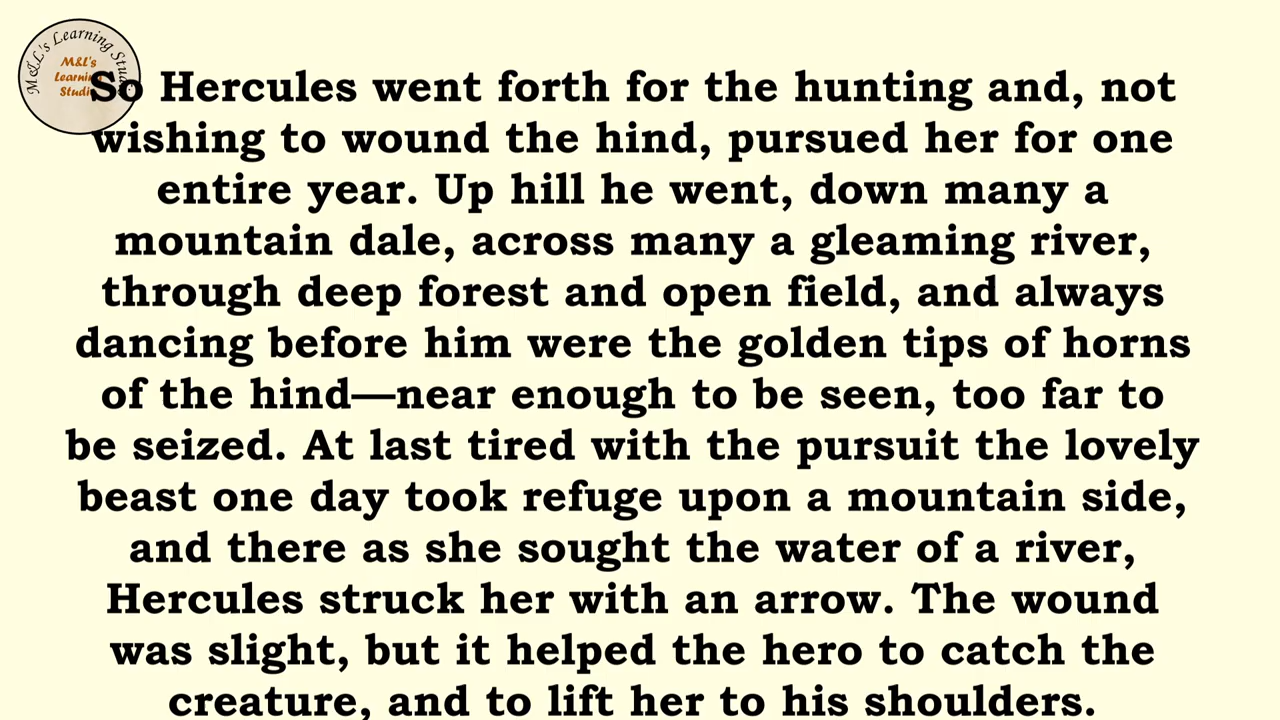 M&L's Learning Stud
M&L's
Learning
Studi
So Hercules went forth for the hunting and, not
wishing to wound the hind, pursued her for one
entire year. Up hill he went, down many a
mountain dale, across many a gleaming river,
through deep forest and open field, and always
dancing before him were the golden tips of horns
of the hind—near enough to be seen, too far to
be seized. At last tired with the pursuit the lovely
beast one day took refuge upon a mountain side,
and there as she sought the water of a river,
Hercules struck her with an arrow. The wound
was slight, but it helped the hero to catch the
creature, and to lift her to his shoulders.